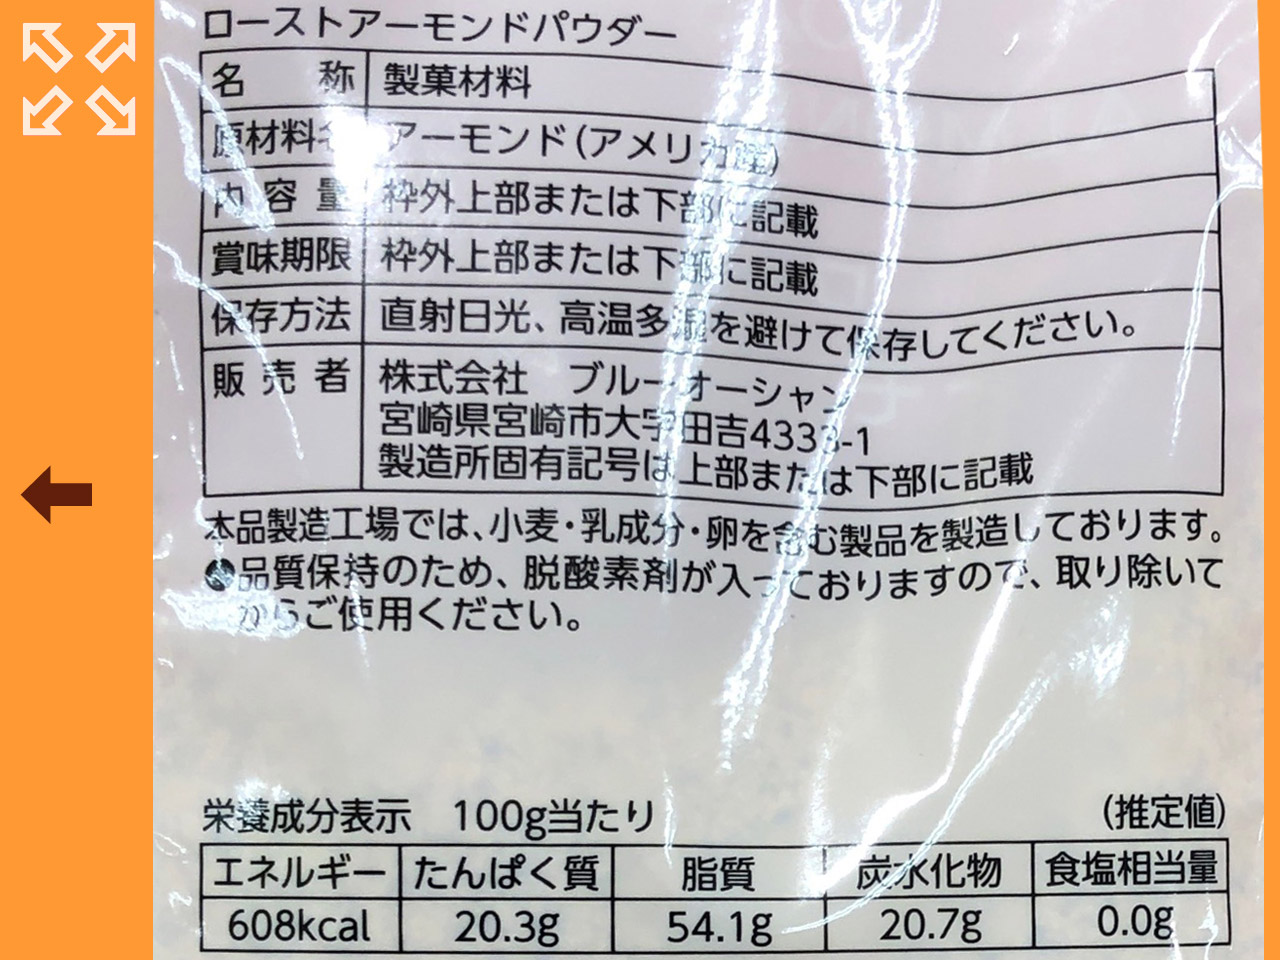 ローストアーモンドパウダー
名称 製菓材料
原材料名 アーモンド(アメリカ産)
内容量 枠外上部または下部に記載
賞味期限 枠外上部または下部に記載
保存方法 直射日光、高温多湿を避けて保存してください。
販売者 株式会社 ブルーオーシャン
宮崎県宮崎市大字田吉4333-1
製造所固有記号は上部または下部に記載
本品製造工場では、小麦・乳成分・卵を含む製品を製造しております。
●品質保持のため、脱酸素剤が入っておりますので、取り除いて
からご使用ください。
栄養成分表示 100g当たり (推定値)
エネルギー たんぱく質 脂質 炭水化物 食塩相当量
608kcal 20.3g 54.1g 20.7g 0.0g